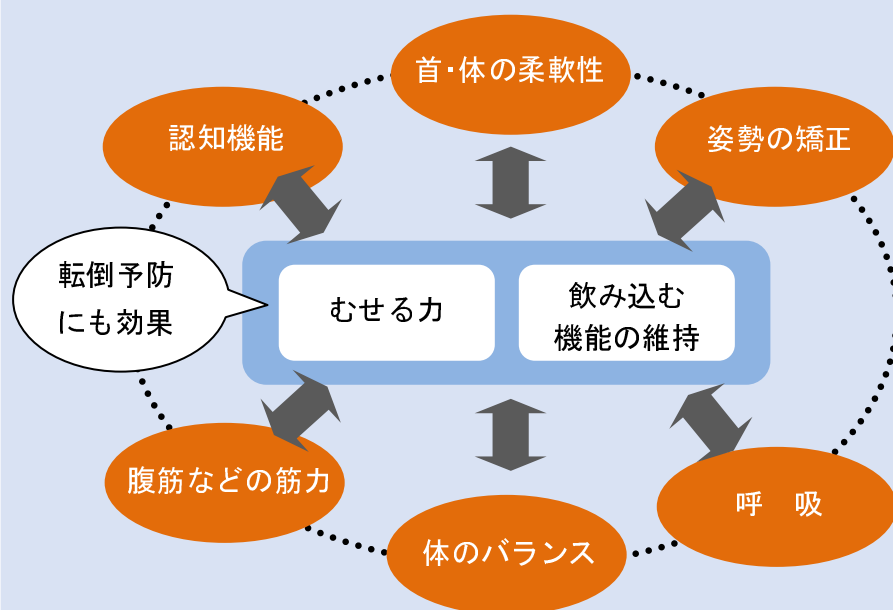 首・体の柔軟性
認知機能
姿勢の矯正
転倒予防
にも効果
むせる力
飲み込む
機能の維持
腹筋などの筋力
体のバランス
呼　吸